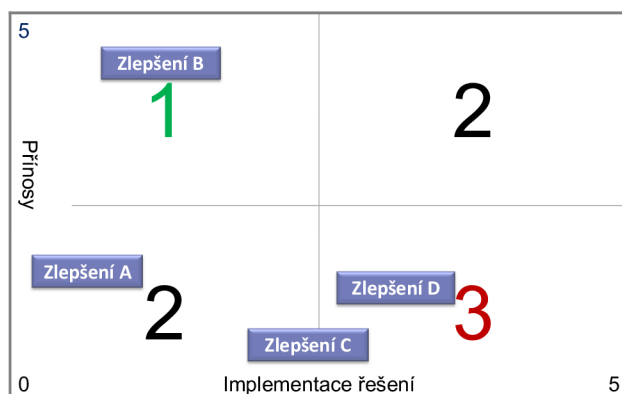 5
Zlepšení B
1
2
Přínosy
Zlepšení A
Zlepšení D
2
3
Zlepšení C
0
Implementace řešení
5